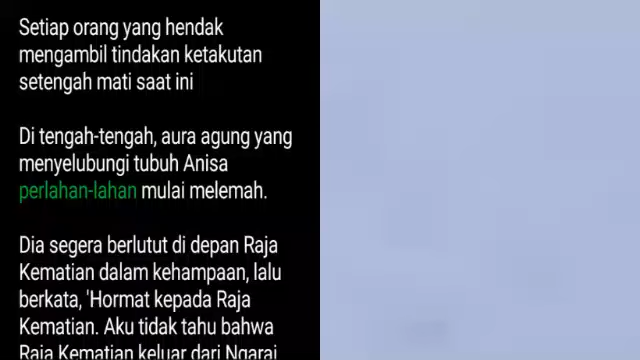 Setiap orang yang hendak
mengambil tindakan ketakutan
setengah mati saat ini
Di tengah-tengah, aura agung yang
menyelubungi tubuh Anisa
perlahan-lahan mulai melemah.
Dia segera berlutut di depan Raja
Kematian dalam kehampaan, lalu
berkata, 'Hormat kepada Raja
Kematian. Aku tidak tahu bahwa
Raja Kematian keluar dari Ngarai